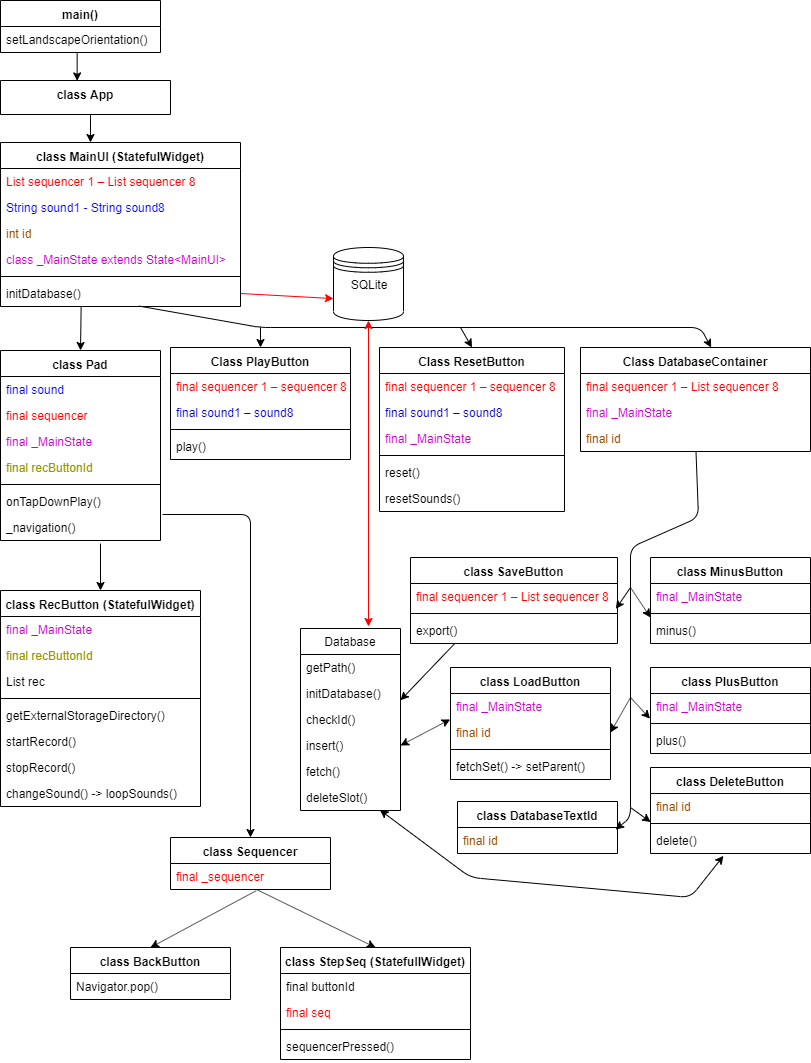 main()
setLandscapeOrientation()
class App
class MainUI (StatefulWidget)
List sequencer 1 – List sequencer 8
String sound1 - String sound8
int id
class _MainState extends State<MainUI>
initDatabase()
SQLite
class Pad
final sound
final sequencer
final _MainState
final recButtonId
onTapDownPlay()
_navigation()
Class PlayButton
final sequencer 1 – sequencer 8
final sound1 – sound8
play()
Class ResetButton
final sequencer 1 – sequencer 8
final sound1 – sound8
final _MainState
reset()
resetSounds()
Class DatabaseContainer
final sequencer 1 – List sequencer 8
final _MainState
final id
class RecButton (StatefulWidget)
final _MainState
final recButtonId
List rec
getExternalStorageDirectory()
startRecord()
stopRecord()
changeSound() -> loopSounds()
Database
getPath()
initDatabase()
checkId()
insert()
fetch()
deleteSlot()
class SaveButton
final sequencer 1 – List sequencer 8
export()
class MinusButton
final _MainState
minus()
class LoadButton
final _MainState
final id
fetchSet() -> setParent()
class PlusButton
final _MainState
plus()
class DatabaseTextId
final id
class DeleteButton
final id
delete()
class Sequencer
final _sequencer
class BackButton
Navigator.pop()
class StepSeq (StatefullWidget)
final buttonId
final seq
sequencerPressed()